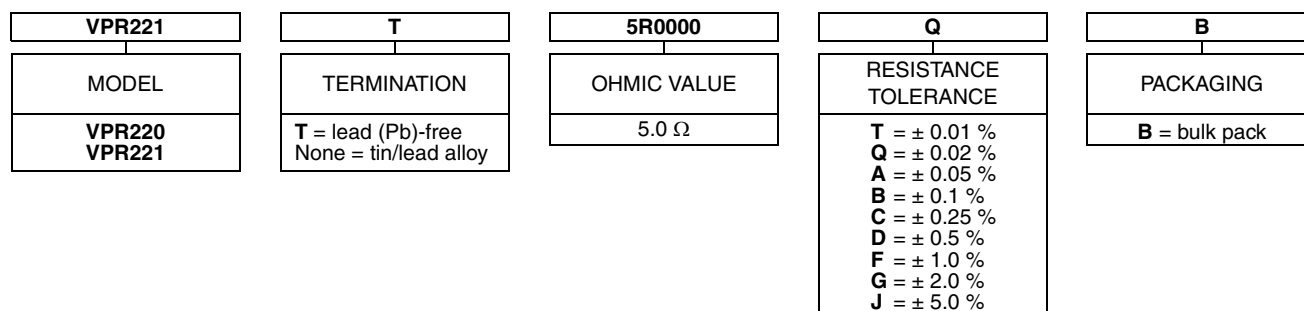 VPR221
MODEL
VPR220
VPR221
T
TERMINATION
T = lead (Pb)-free
None = tin/lead alloy
5R0000
OHMIC VALUE
5.0 Ω
Q
RESISTANCE
TOLERANCE
T = ± 0.01 %
Q = ± 0.02 %
A = ± 0.05 %
B = ± 0.1 %
C = ± 0.25 %
D = ± 0.5 %
F = ± 1.0 %
G = ± 2.0 %
J = ± 5.0 %
B
PACKAGING
B = bulk pack